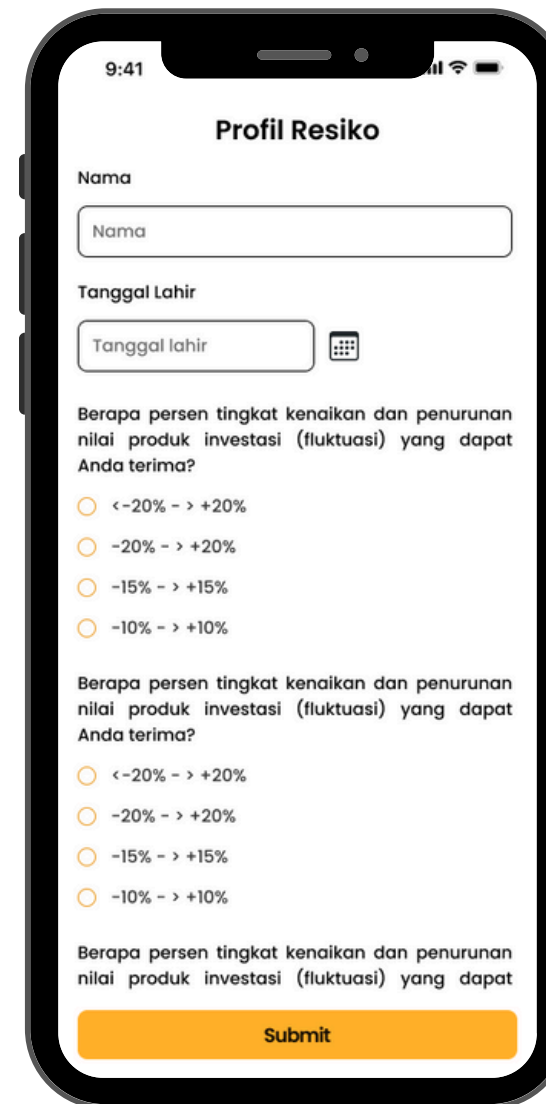 9:41
Profil Resiko
Nama
Nama
Tanggal Lahir
Tanggal lahir
Berapa persen tingkat kenaikan dan penurunan
nilai produk investasi (fluktuasi) yang dapat
Anda terima?
<-20% - > +20%
-20% - > +20%
-15% - > +15%
-10% - > +10%
Berapa persen tingkat kenaikan dan penurunan
nilai produk investasi (fluktuasi) yang dapat
Anda terima?
<-20% - > +20%
-20% - > +20%
-15% - > +15%
-10% - > +10%
Berapa persen tingkat kenaikan dan penurunan
nilai produk investasi (fluktuasi) yang dapat
Submit